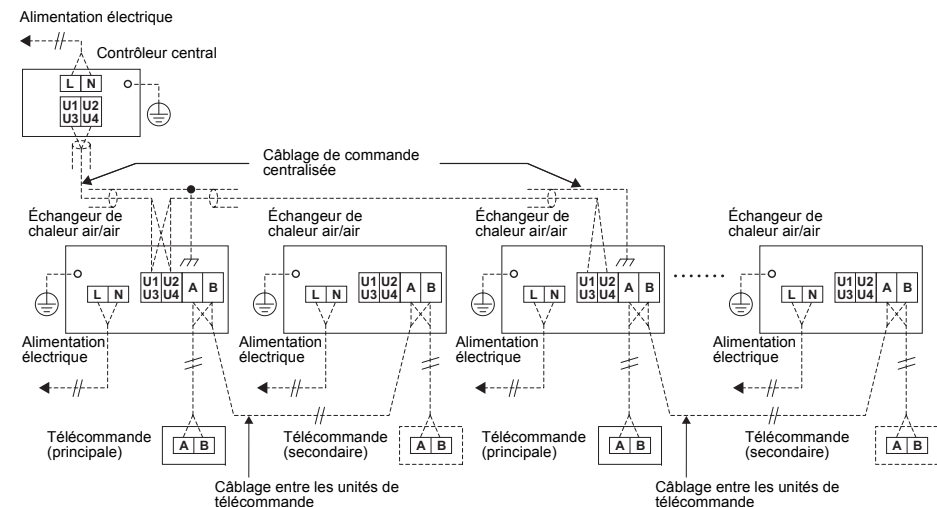 Alimentation électrique
Contrôleur central
L N
U1 U2
U3 U4
Câblage de commande
centralisée
Échangeur de
chaleur air/air
Échangeur de
chaleur air/air
Échangeur de
chaleur air/air
Échangeur de
chaleur air/air
L N
U1 U2
U3 U4
A B
L N
U1 U2
U3 U4
A B
L N
U1 U2
U3 U4
A B
L N
U1 U2
U3 U4
A B
Alimentation
électrique
Alimentation
électrique
Alimentation
électrique
Alimentation
électrique
Télécommande
(principale)
A B
Télécommande
(secondaire)
A B
Télécommande
(principale)
A B
Télécommande
(secondaire)
A B
Câblage entre les unités de
télécommande
Câblage entre les unités de
télécommande